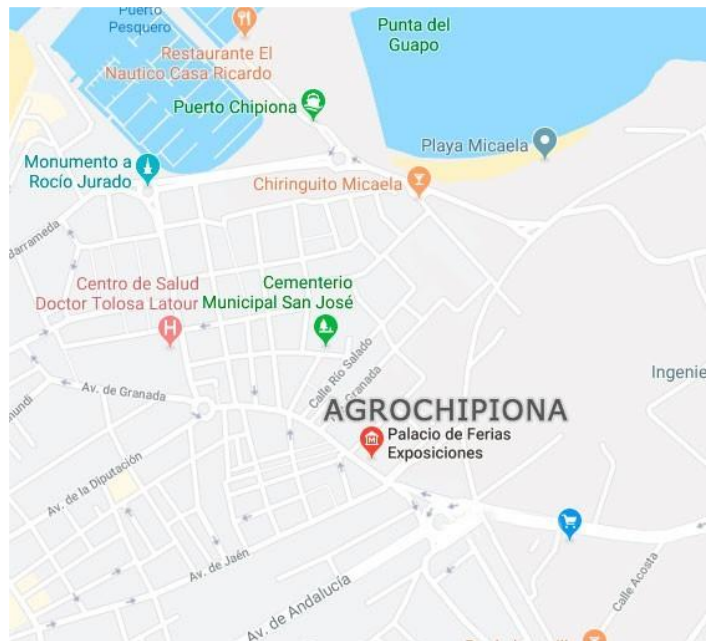 Puerto
Pesquero
Punta del
Guapo
Restaurante El
Nautico Casa Ricardo
Puerto Chipiona
Playa Micaela
Monumento a
Rocío Jurado
Chiringuito Micaela
Barrameda
Centro de Salud
Doctor Tolosa Latour
H
Cementerio
Municipal San José
Calle Río Salado
Granada
Ingenie
Av. de Granada
mundi
AGROCHIPIONA
Palacio de Ferias
Exposiciones
Av. de la Diputación
Av. de Jaén
Av. de Andalucía
Calle Acosta